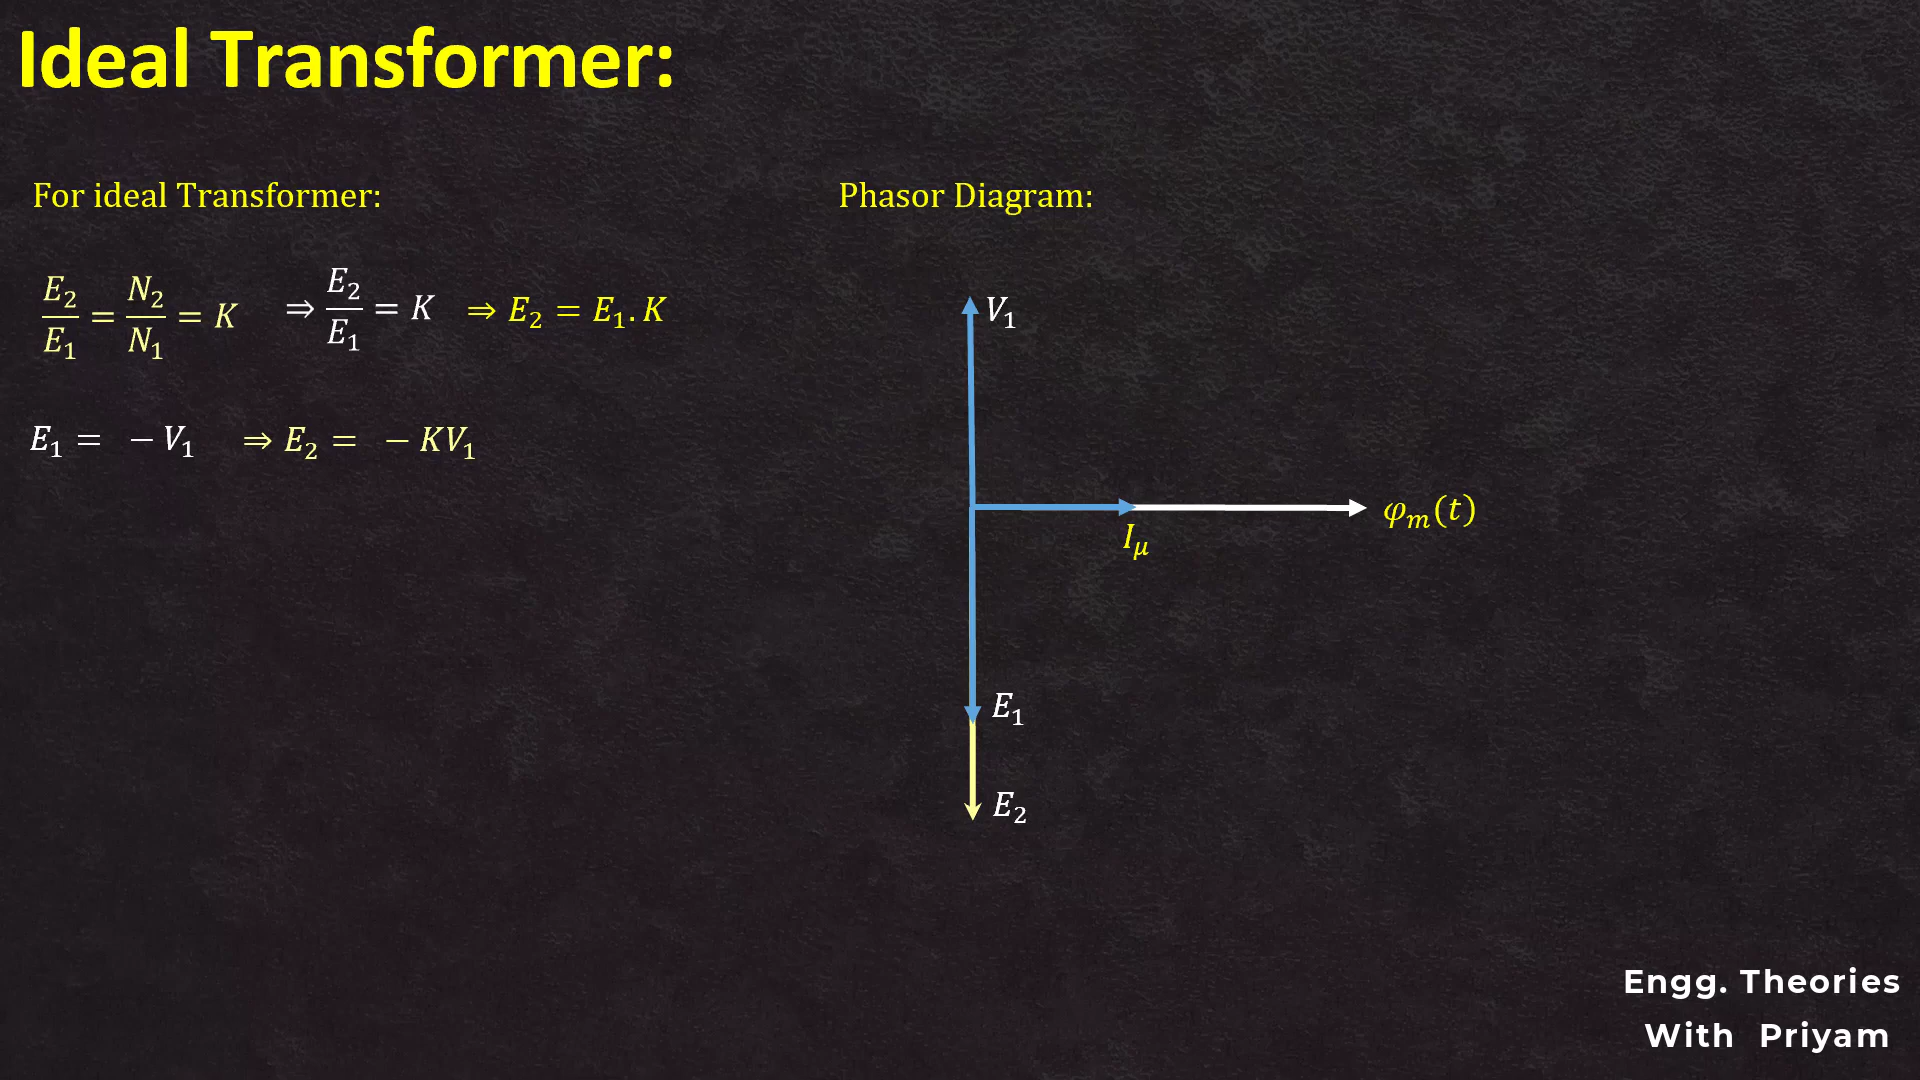 Ideal Transformer:
For ideal Transformer:
E₂/E₁ = N₂/N₁ = K ⇒ E₂/E₁ = K ⇒ E₂ = E₁.K
E₁ = − V₁ ⇒ E₂ = − KV₁
Phasor Diagram:
V₁
φₘ(t)
I_μ
E₁
E₂
Engg. Theories
With Priyam